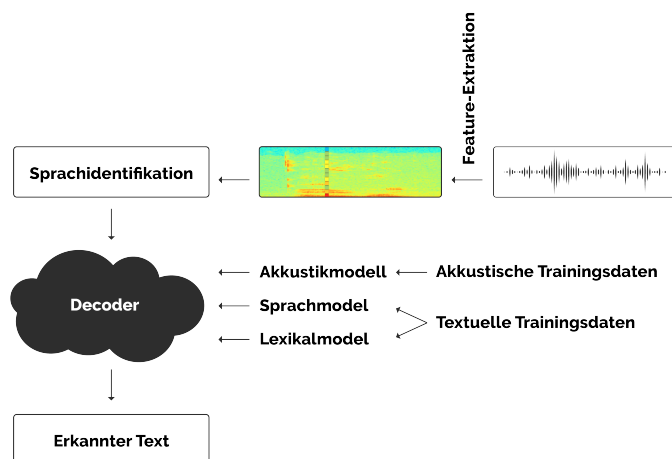 Feature-Extraktion
Sprachidentifikation
Decoder
Akkustikmodell
Akkustische Trainingsdaten
Sprachmodel
Textuelle Trainingsdaten
Lexikalmodel
Erkannter Text